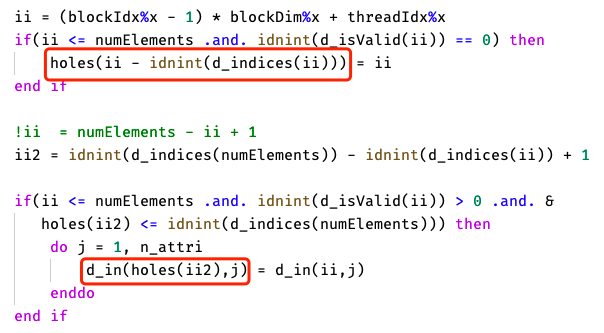 ii = (blockIdx%x - 1) * blockDim%x + threadIdx%x
if(ii <= numElements .and. idnint(d_isValid(ii)) == 0) then
holes(ii - idnint(d_indices(ii))) = ii
end if
!ii  = numElements - ii + 1
ii2 = idnint(d_indices(numElements)) - idnint(d_indices(ii)) + 1
if(ii <= numElements .and. idnint(d_isValid(ii)) > 0 .and. &
holes(ii2) <= idnint(d_indices(numElements))) then
do j = 1, n_attri
d_in(holes(ii2),j) = d_in(ii,j)
enddo
end if